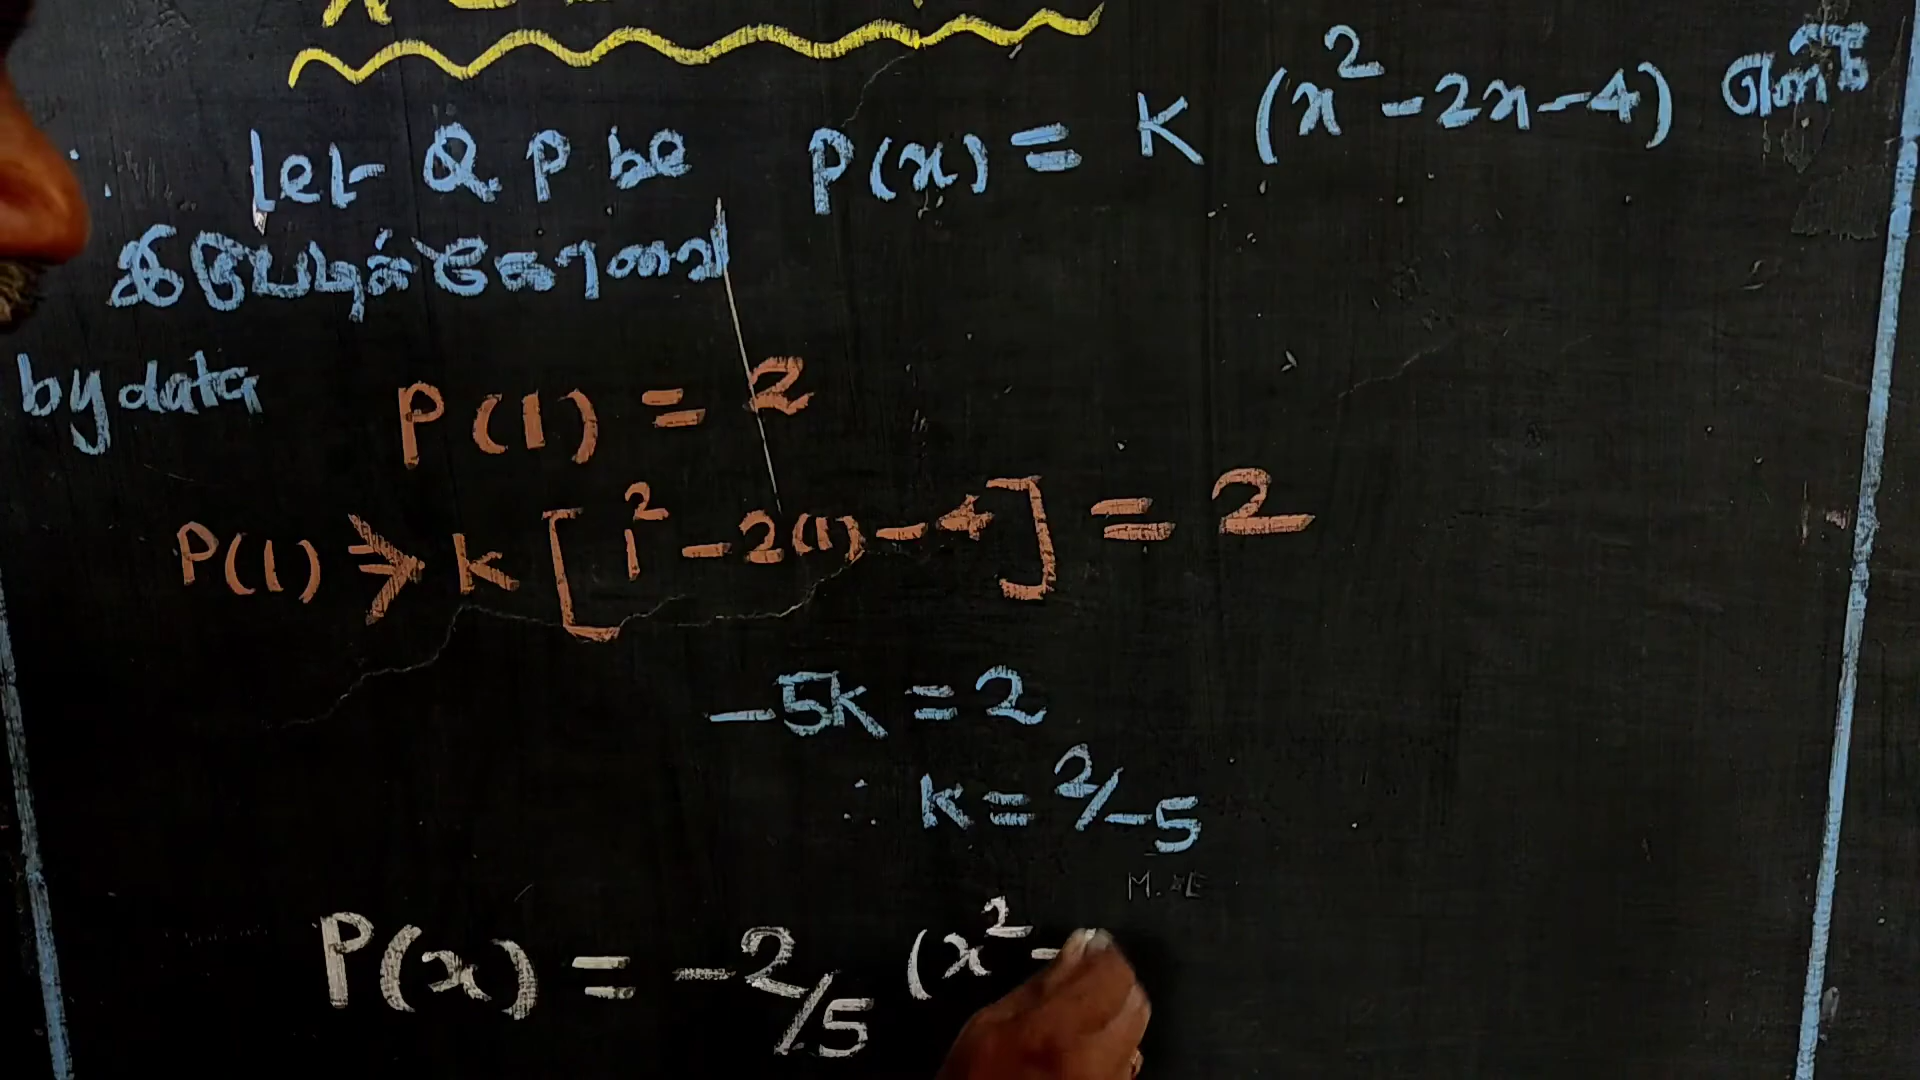 let Q P be P(x) = K (x² - 2x - 4) என்க
இருபடிக்கோவை
by data P(1) = 2
P(1) ⇒ k [1² - 2(1) - 4] = 2
-5k = 2
∴ k = 2/-5
P(x) = -2/5 (x² -